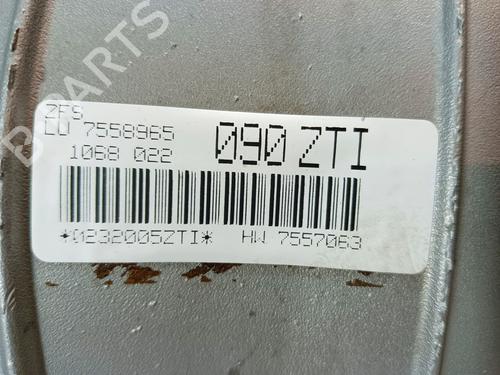 ZFS
LU 7558965
1068 022
090 ZTI
*0232005ZTI* HW 7557063
B PARTS